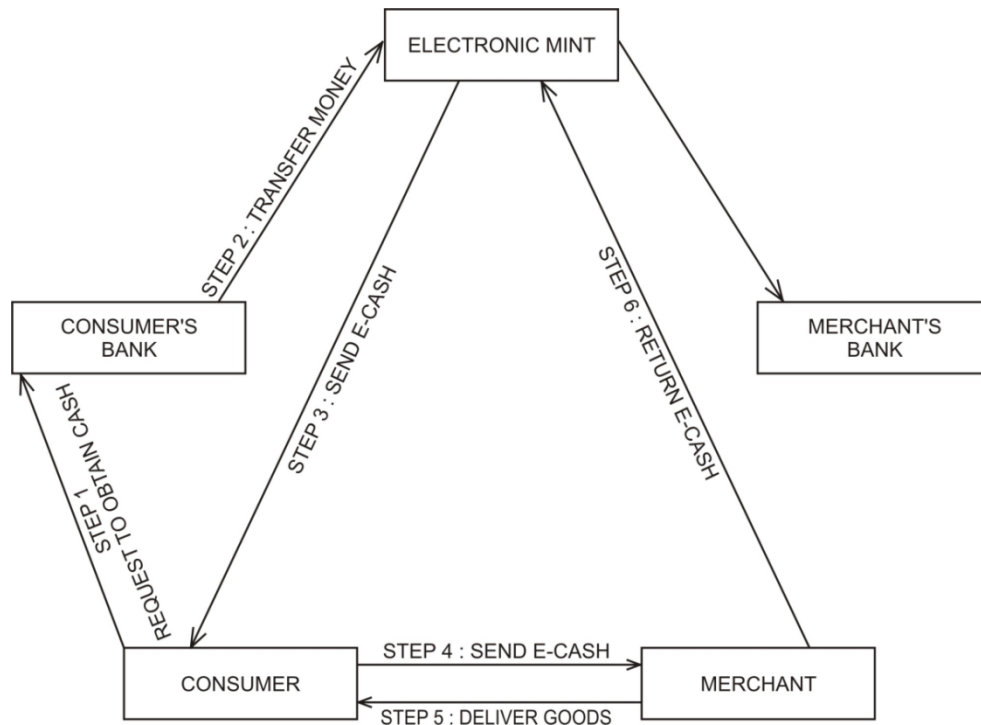 ELECTRONIC MINT
STEP 2 : TRANSFER MONEY
STEP 3 : SEND E-CASH
STEP 6 : RETURN E-CASH
CONSUMER'S
BANK
MERCHANT'S
BANK
STEP 1
REQUEST TO OBTAIN CASH
CONSUMER
STEP 4 : SEND E-CASH
MERCHANT
STEP 5 : DELIVER GOODS